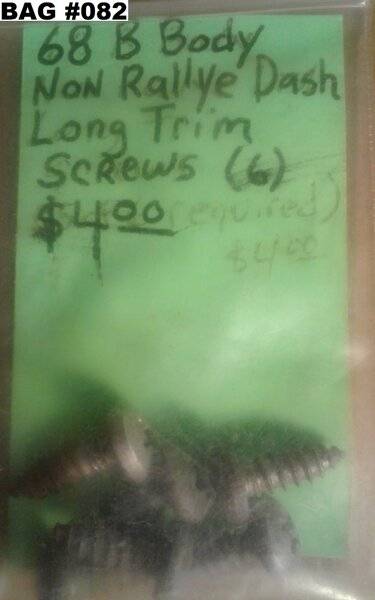 BAG #082
68 B Body
Non Rallye Dash
Long Trim
Screws (6)
$4.00 required)
$4.00